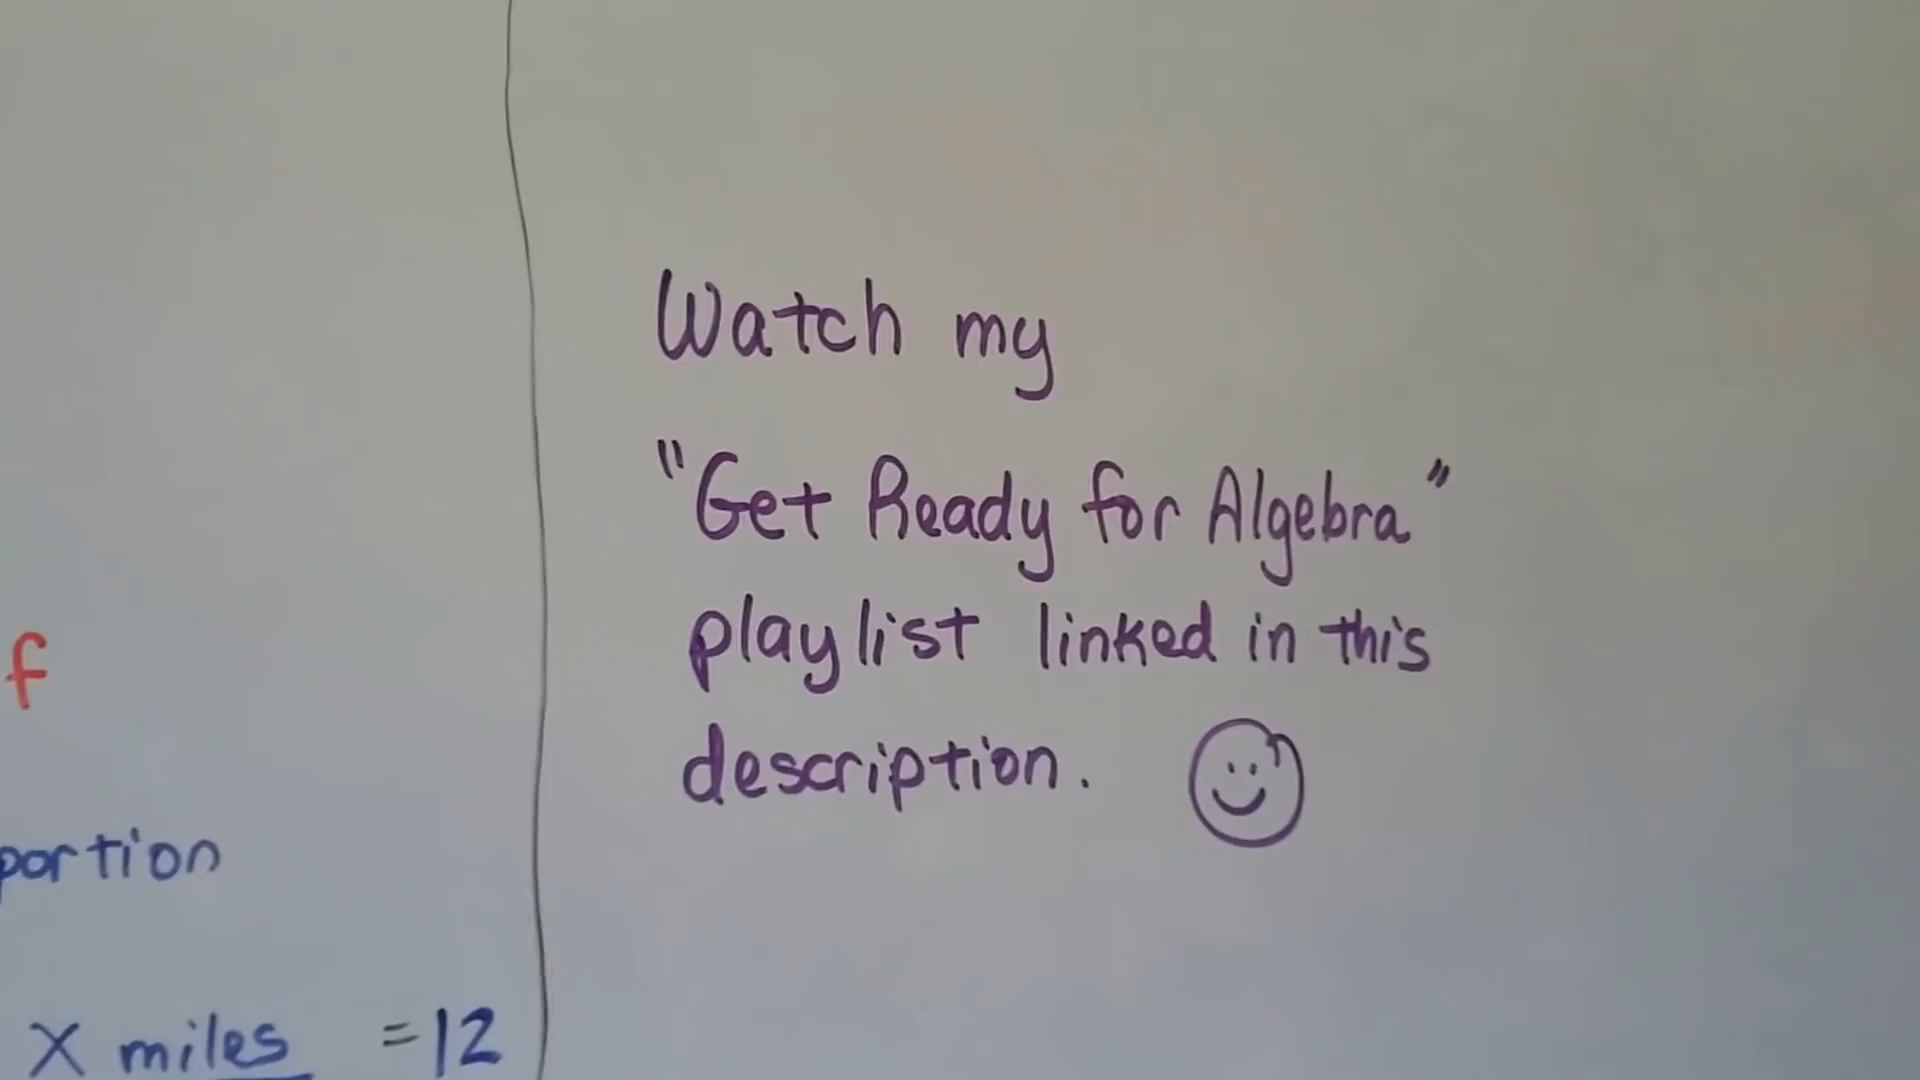 Watch my
"Get Ready for Algebra"
playlist linked in this
description.
f
portion
X miles = 12